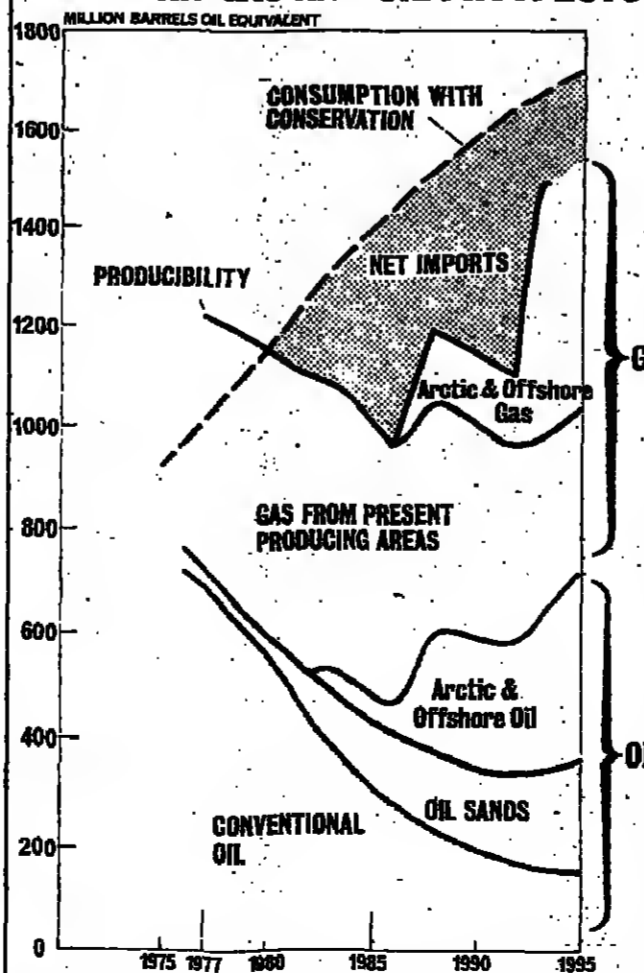 MILLION BARRELS OIL EQUIVALENT
1800
1600
1400
1200
1000
800
600
400
200
0
CONSUMPTION WITH
CONSERVATION
PRODUCIBILITY
NET IMPORTS
Arctic & Offshore
Gas
GAS FROM PRESENT
PRODUCING AREAS
Arctic &
Offshore Oil
OIL SANDS
CONVENTIONAL
OIL
1975 1977 1980 1985 1990 1995